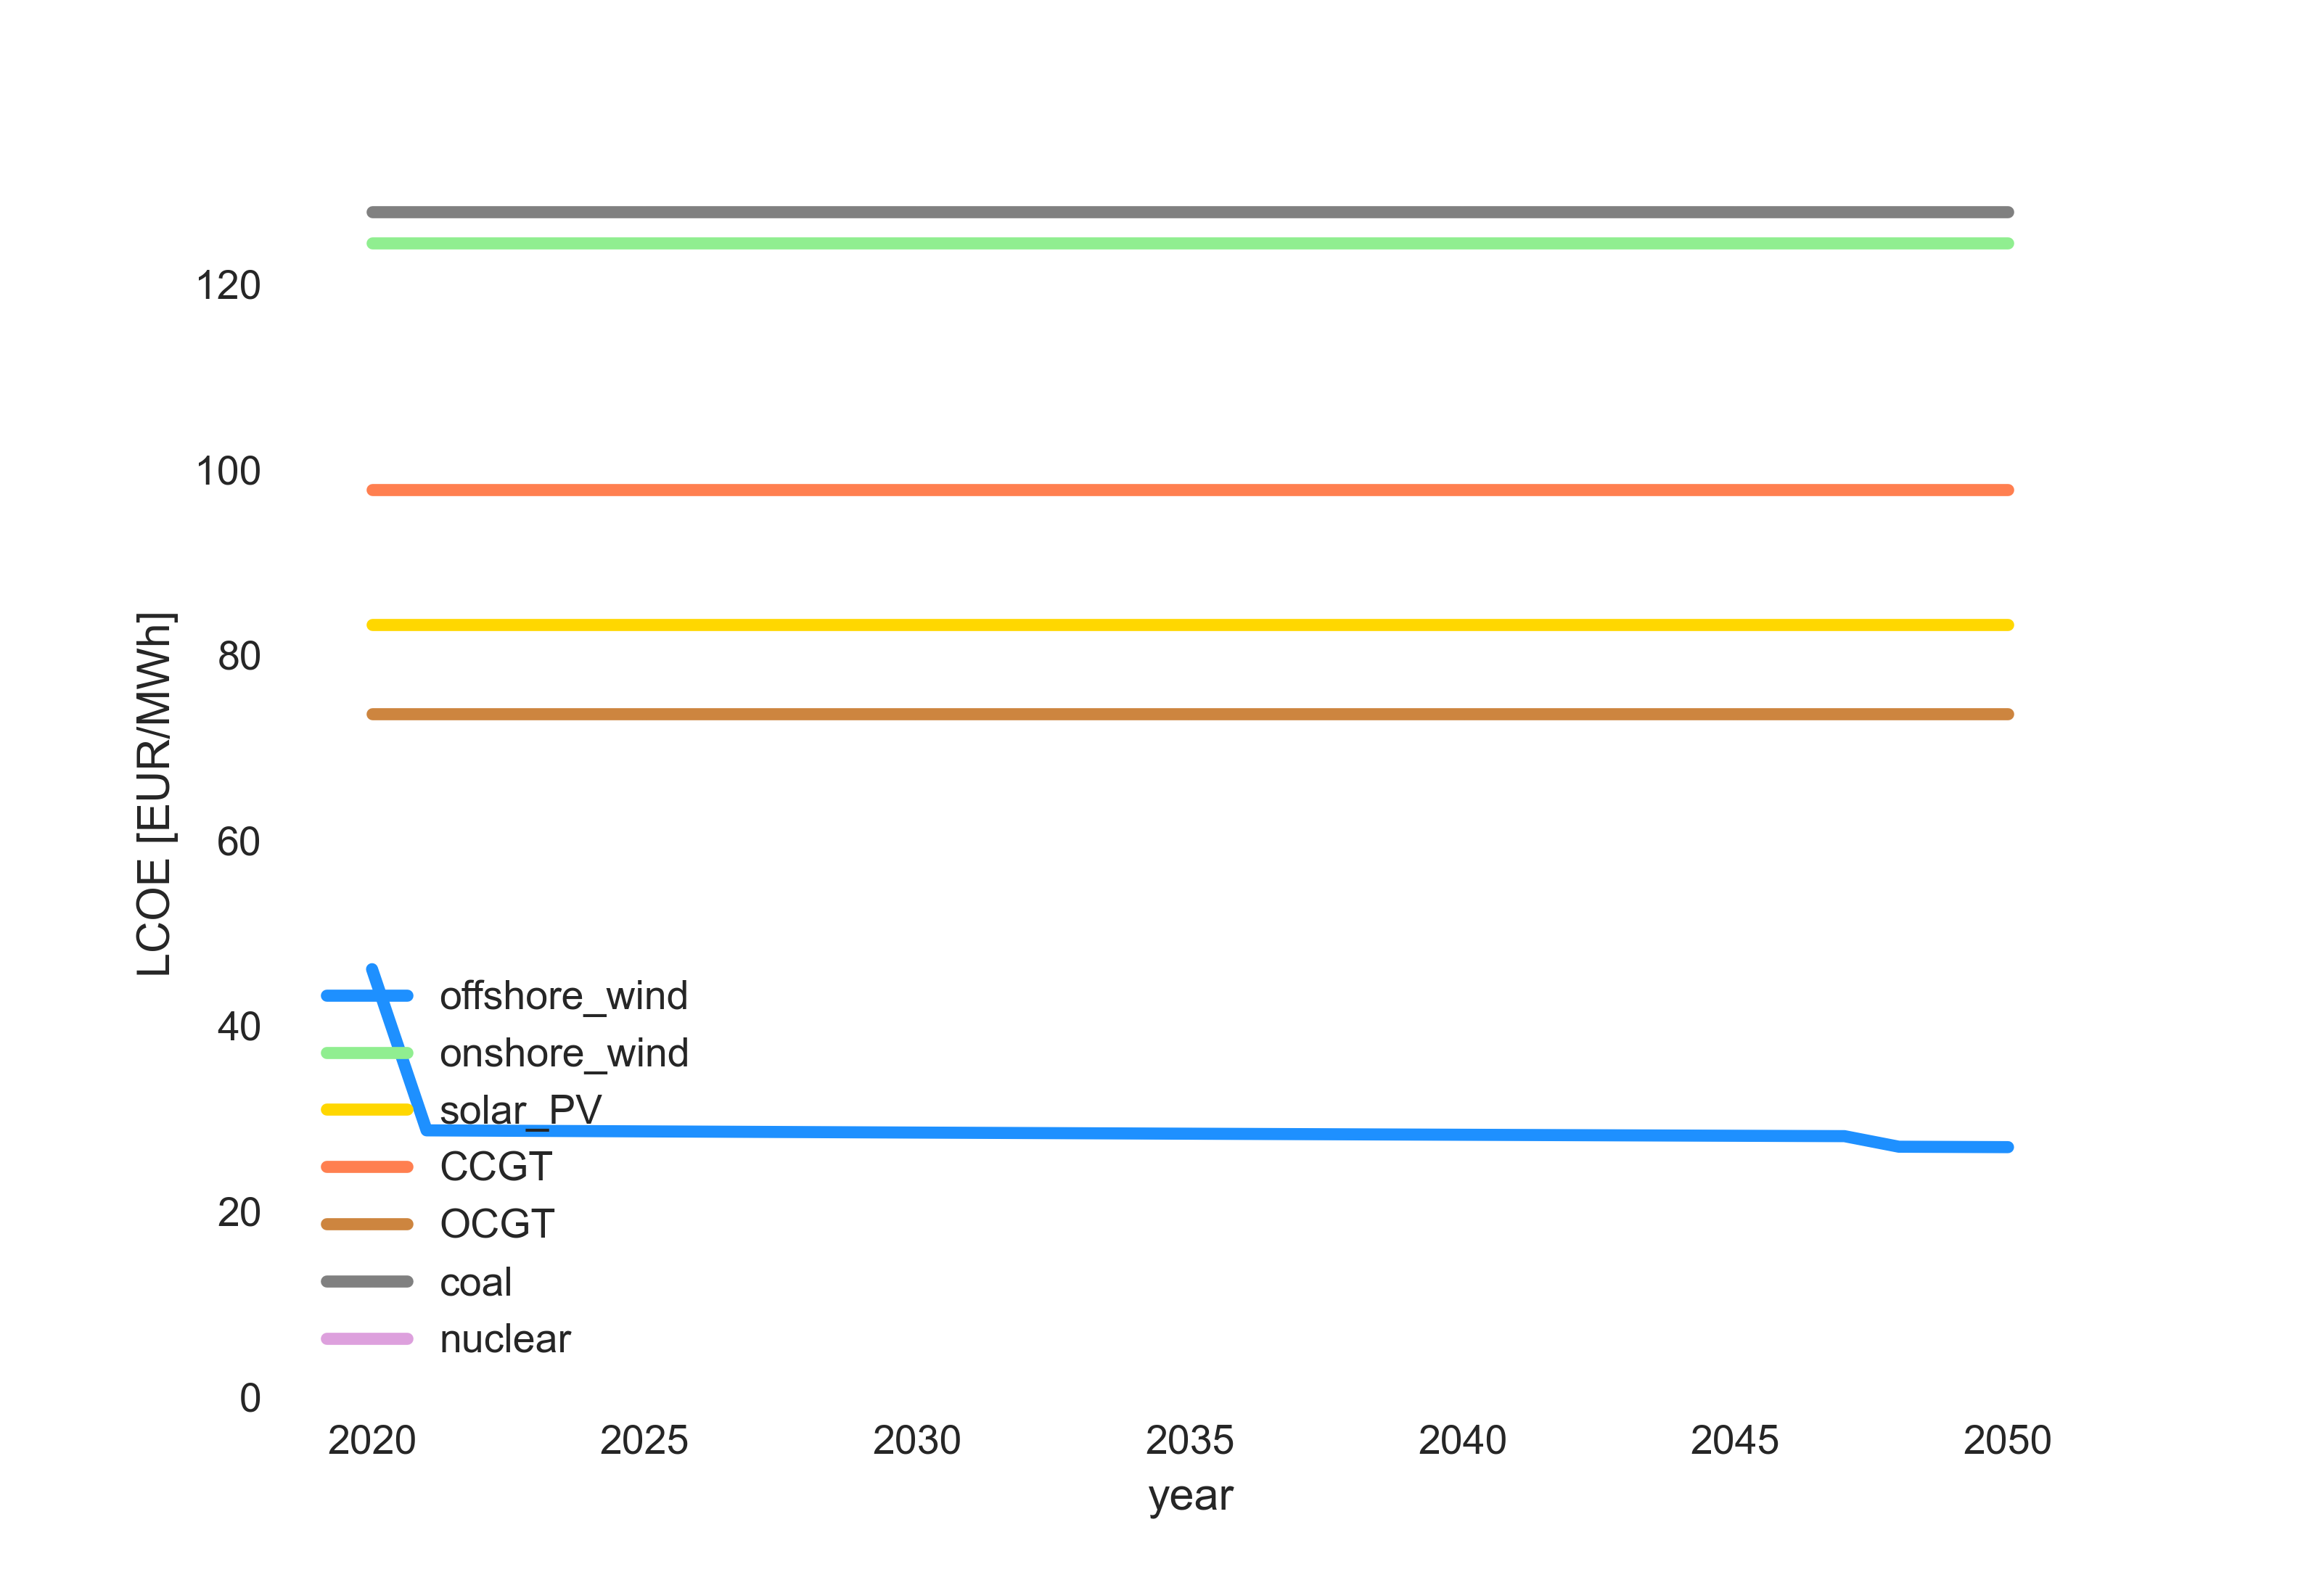 120
100
80
60
40
20
0
LCOE [EUR/MWh]
offshore_wind
onshore_wind
solar_PV
CCGT
OCGT
coal
nuclear
2020 2025 2030 2035 2040 2045 2050
year